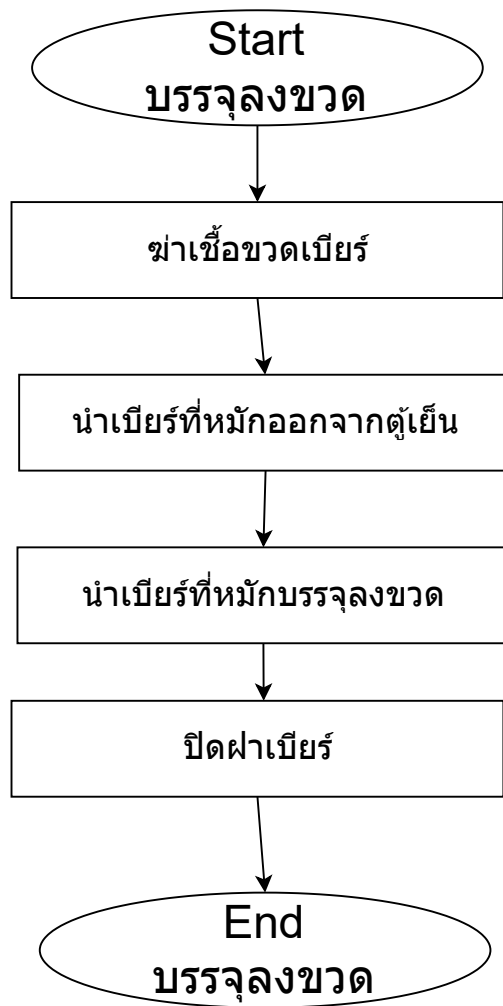 Start
บรรจุลงขวด
ฆ่าเชื้อขวดเบียร์
นำเบียร์ที่หมักออกจากตู้เย็น
นำเบียร์ที่หมักบรรจุลงขวด
ปิดฝาเบียร์
End
บรรจุลงขวด